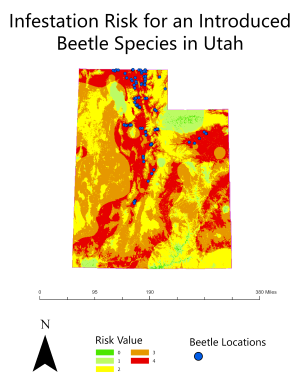 Infestation Risk for an Introduced
Beetle Species in Utah
0 95 190 380 Miles
N
Risk Value
0 3
1 4
2
Beetle Locations